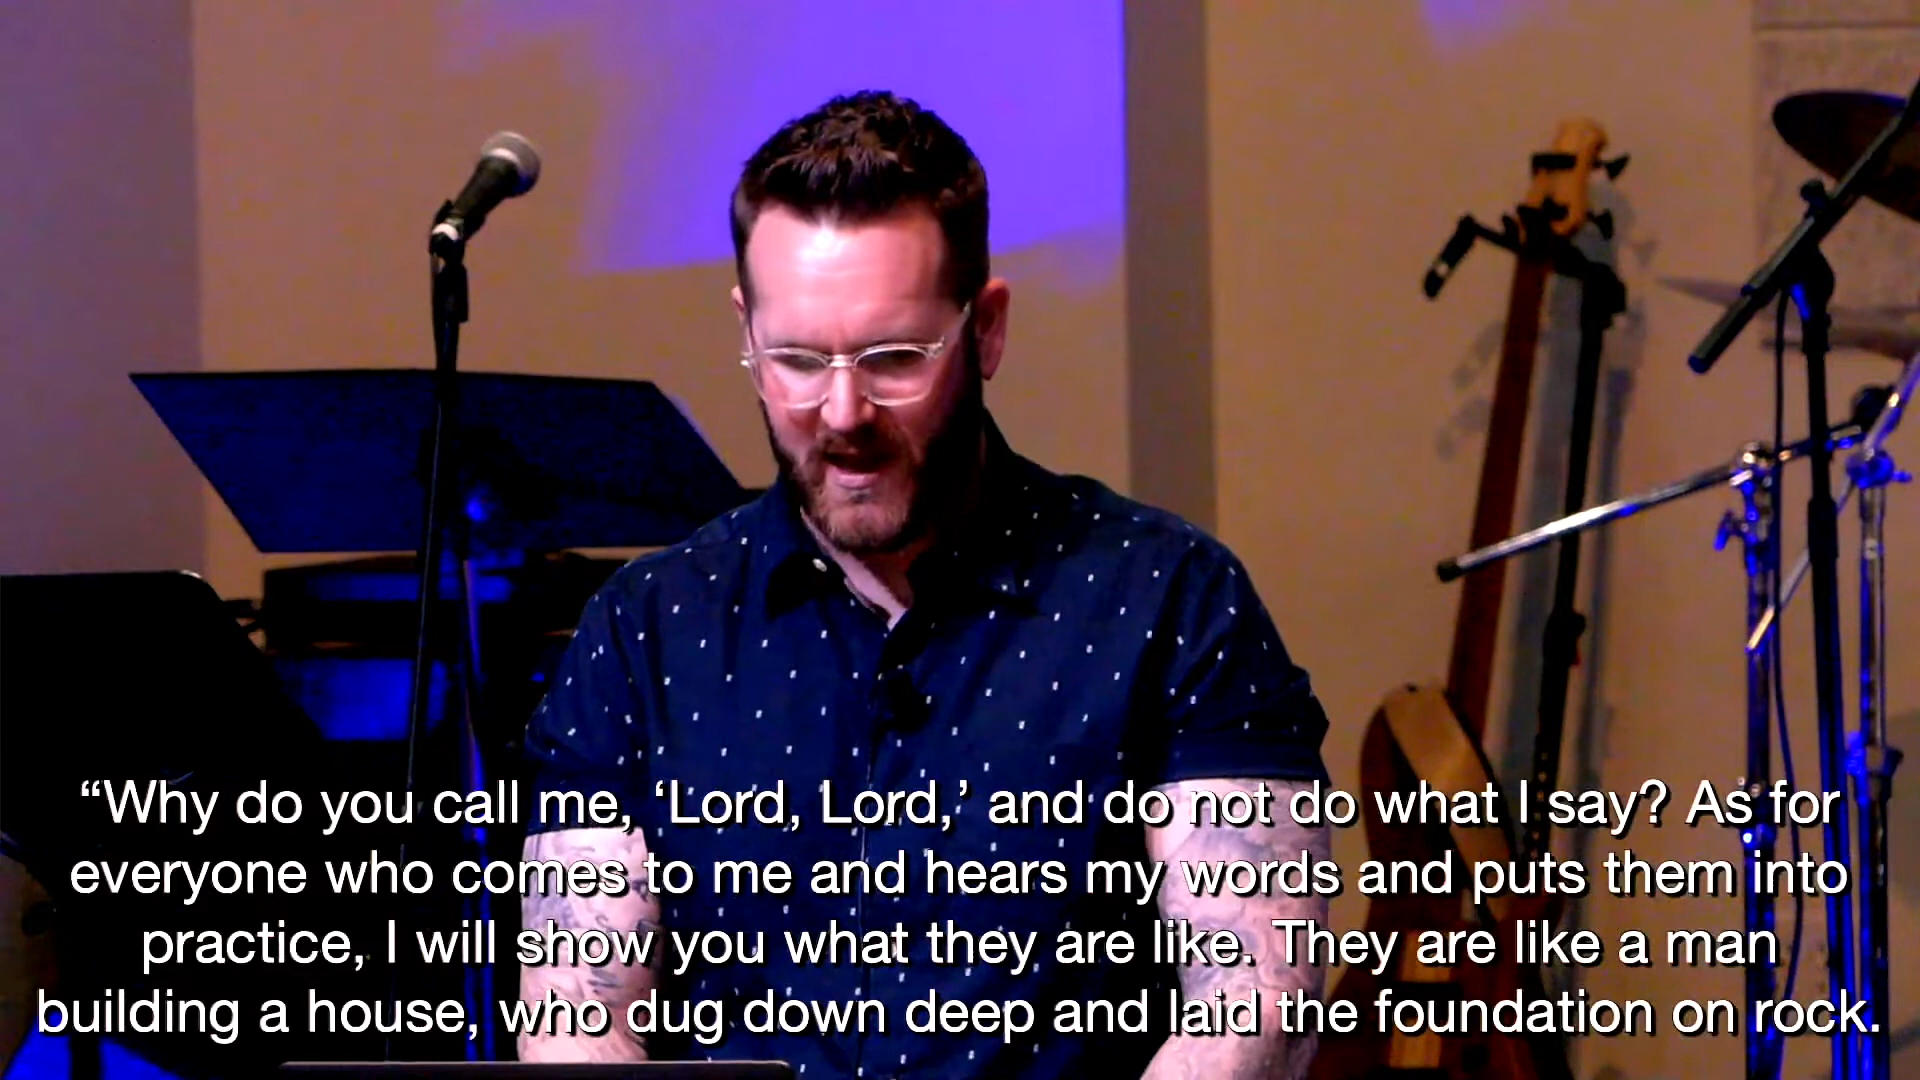 “Why do you call me, ‘Lord, Lord,’ and do not do what I say? As for
everyone who comes to me and hears my words and puts them into
practice, I will show you what they are like. They are like a man
building a house, who dug down deep and laid the foundation on rock.